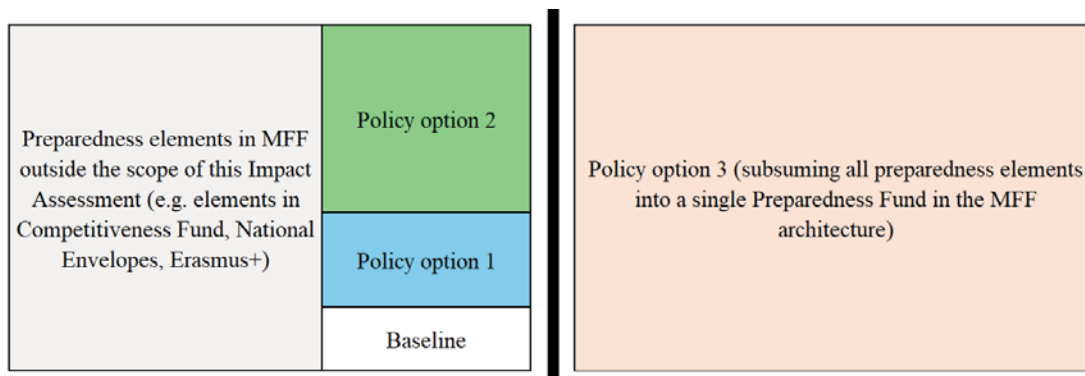 Preparedness elements in MFF
outside the scope of this Impact
Assessment (e.g. elements in
Competitiveness Fund, National
Envelopes, Erasmus+)
Policy option 2
Policy option 1
Baseline
Policy option 3 (subsuming all preparedness elements
into a single Preparedness Fund in the MFF
architecture)